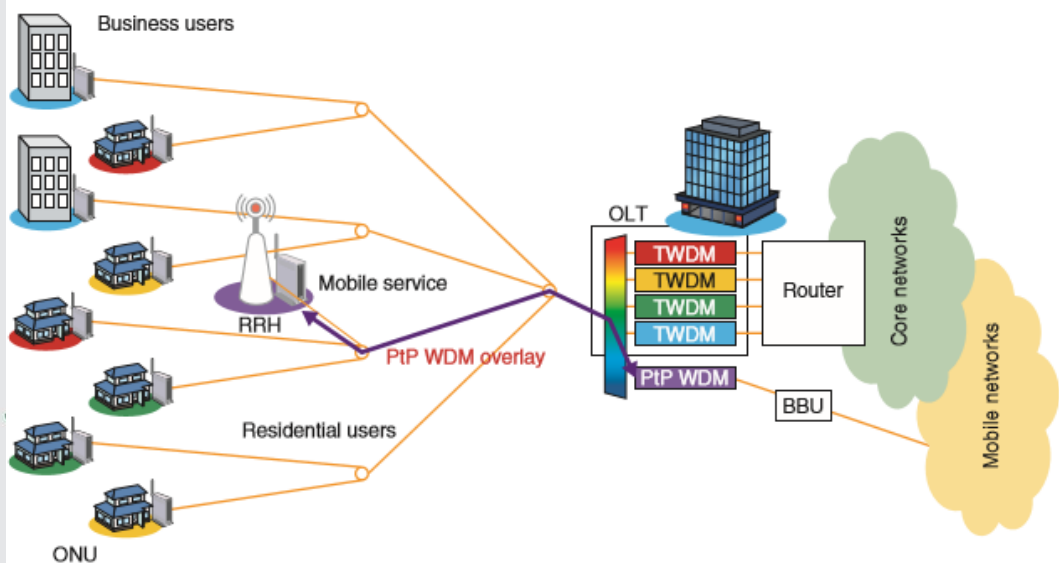 Business users
OLT
TWDM
TWDM
TWDM
TWDM
Router
Core networks
Mobile service
RRH
PtP WDM overlay
PtP WDM
BBU
Mobile networks
Residential users
ONU